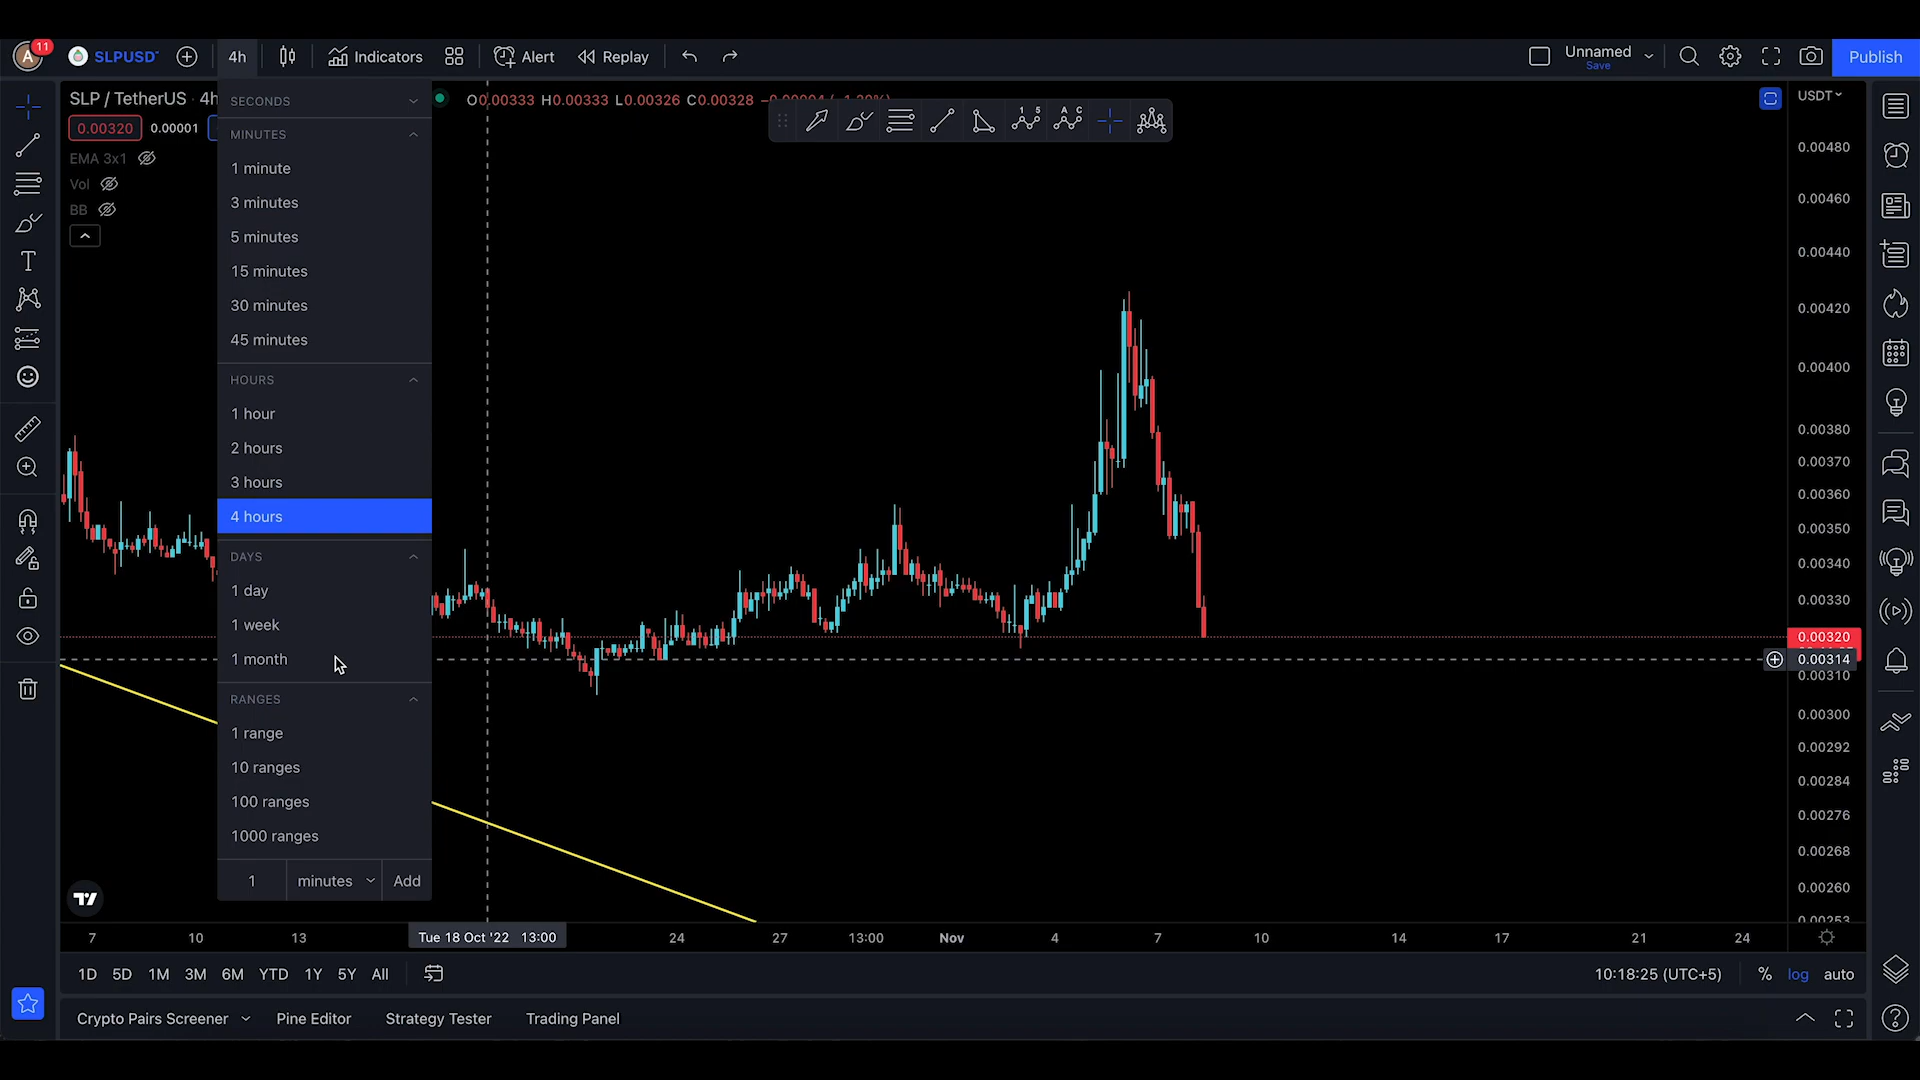 A 11 SLPUSDT 4h Indicators Alert Replay Unnamed Publish
Save
SLP / TetherUS · 4h O0.00333 H0.00333 L0.00326 C0.00328 USDT
0.00320 0.00001
EMA 3x1
Vol
BB
SECONDS
MINUTES
1 minute
3 minutes
5 minutes
15 minutes
30 minutes
45 minutes
HOURS
1 hour
2 hours
3 hours
4 hours
DAYS
1 day
1 week
1 month
RANGES
1 range
10 ranges
100 ranges
1000 ranges
1 minutes Add
1 5
A C
0.00480
0.00460
0.00440
0.00420
0.00400
0.00380
0.00370
0.00360
0.00350
0.00340
0.00330
0.00320
0.00314
0.00310
0.00300
0.00292
0.00284
0.00276
0.00268
0.00260
0.00253
7 10 13 Tue 18 Oct '22 13:00 24 27 13:00 Nov 4 7 10 14 17 21 24
1D 5D 1M 3M 6M YTD 1Y 5Y All 10:18:25 (UTC+5) % log auto
Crypto Pairs Screener Pine Editor Strategy Tester Trading Panel